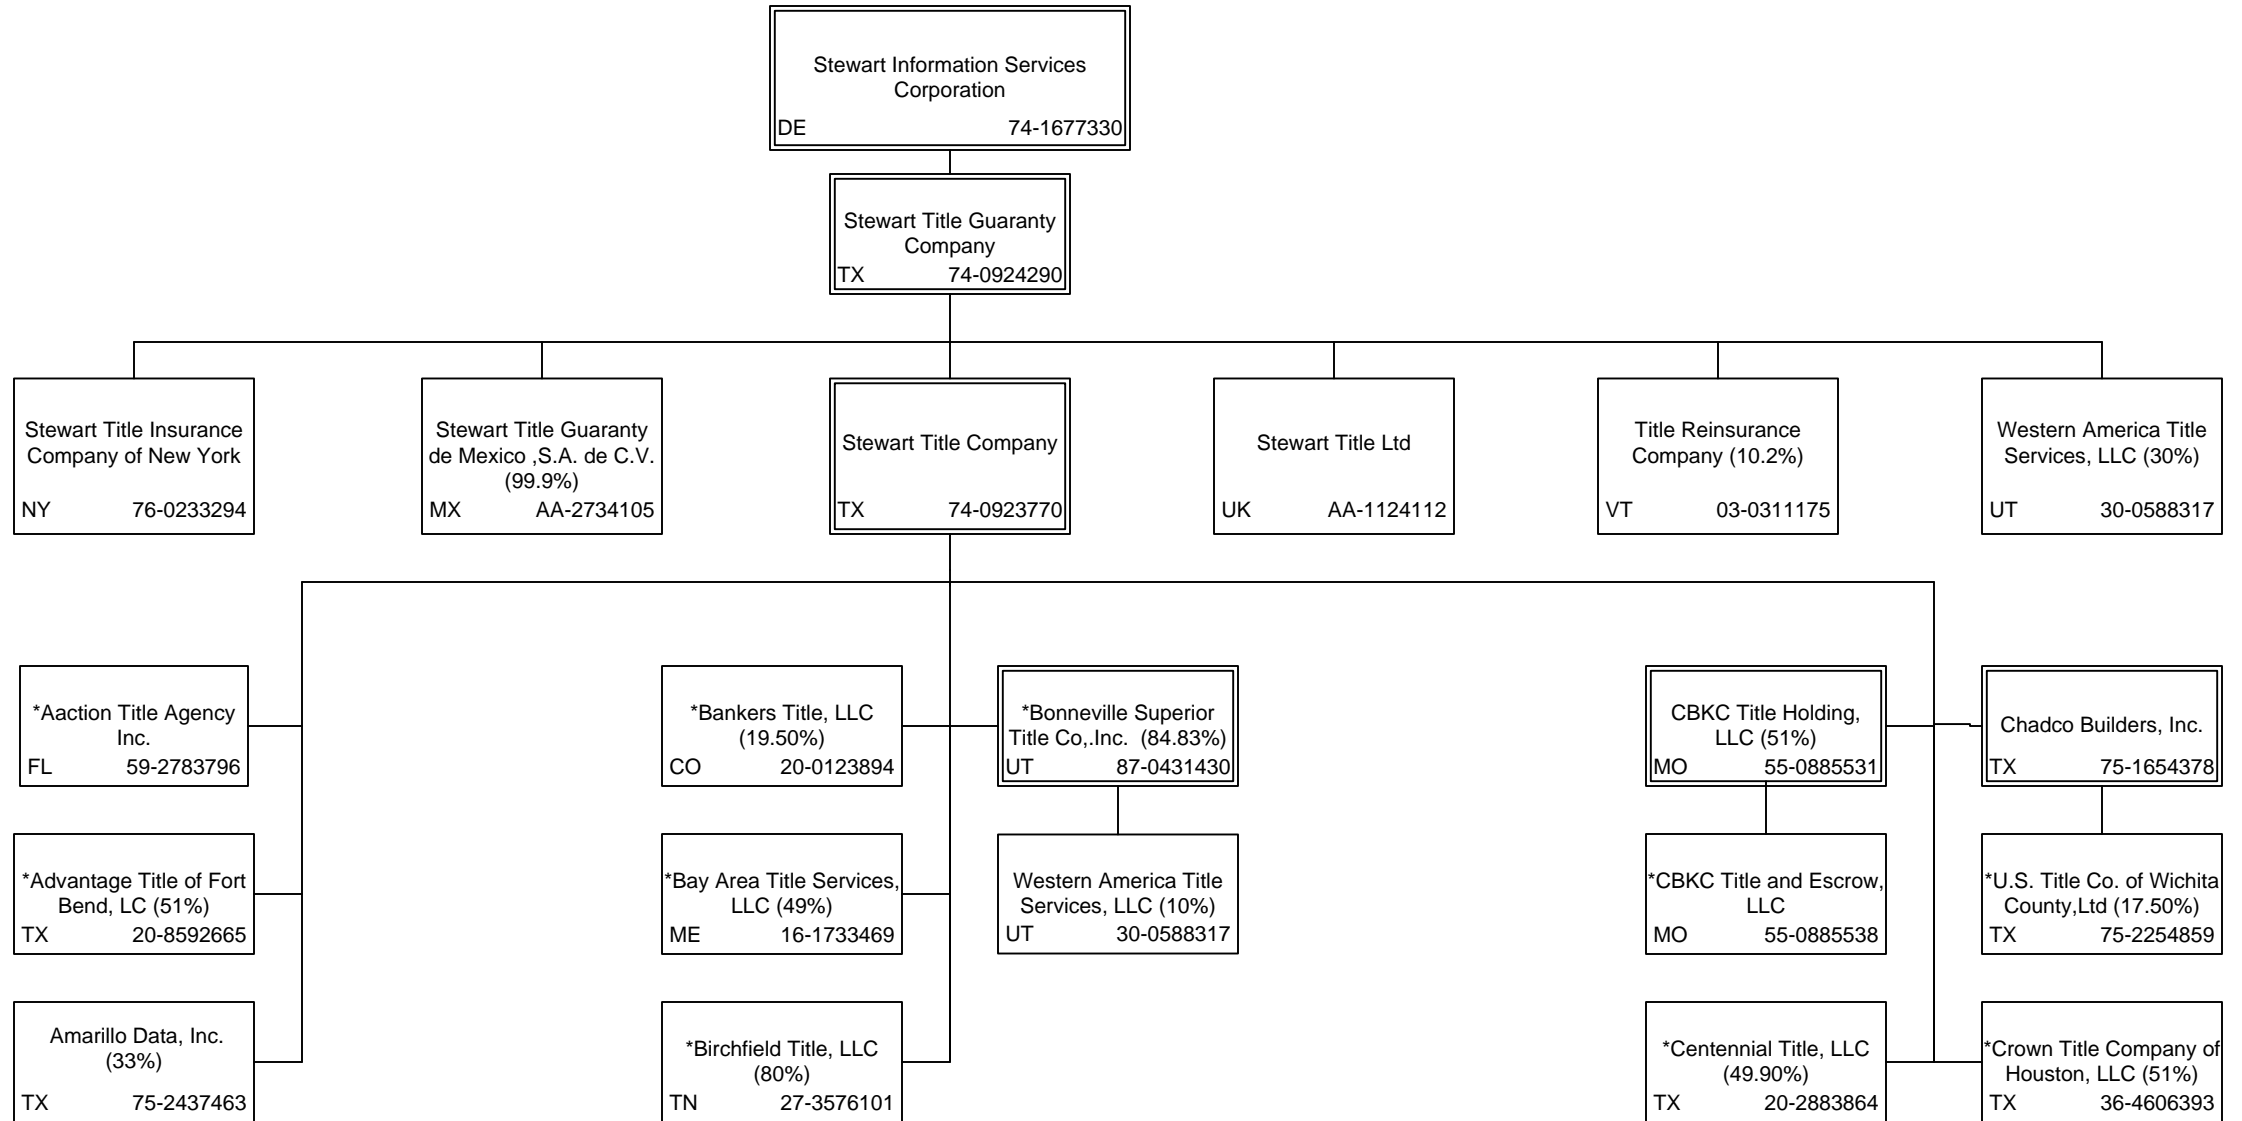 Stewart Information Services
Corporation
DE 74-1677330
Stewart Title Guaranty
Company
TX 74-0924290
Stewart Title Insurance
Company of New York
NY 76-0233294
Stewart Title Guaranty
de Mexico ,S.A. de C.V.
(99.9%)
MX AA-2734105
Stewart Title Company
TX 74-0923770
Stewart Title Ltd
UK AA-1124112
Title Reinsurance
Company (10.2%)
VT 03-0311175
Western America Title
Services, LLC (30%)
UT 30-0588317
*Aaction Title Agency
Inc.
FL 59-2783796
*Bankers Title, LLC
(19.50%)
CO 20-0123894
*Bonneville Superior
Title Co,.Inc. (84.83%)
UT 87-0431430
CBKC Title Holding,
LLC (51%)
MO 55-0885531
Chadco Builders, Inc.
TX 75-1654378
*Advantage Title of Fort
Bend, LC (51%)
TX 20-8592665
*Bay Area Title Services,
LLC (49%)
ME 16-1733469
Western America Title
Services, LLC (10%)
UT 30-0588317
*CBKC Title and Escrow,
LLC
MO 55-0885538
*U.S. Title Co. of Wichita
County,Ltd (17.50%)
TX 75-2254859
Amarillo Data, Inc.
(33%)
TX 75-2437463
*Birchfield Title, LLC
(80%)
TN 27-3576101
*Centennial Title, LLC
(49.90%)
TX 20-2883864
*Crown Title Company of
Houston, LLC (51%)
TX 36-4606393